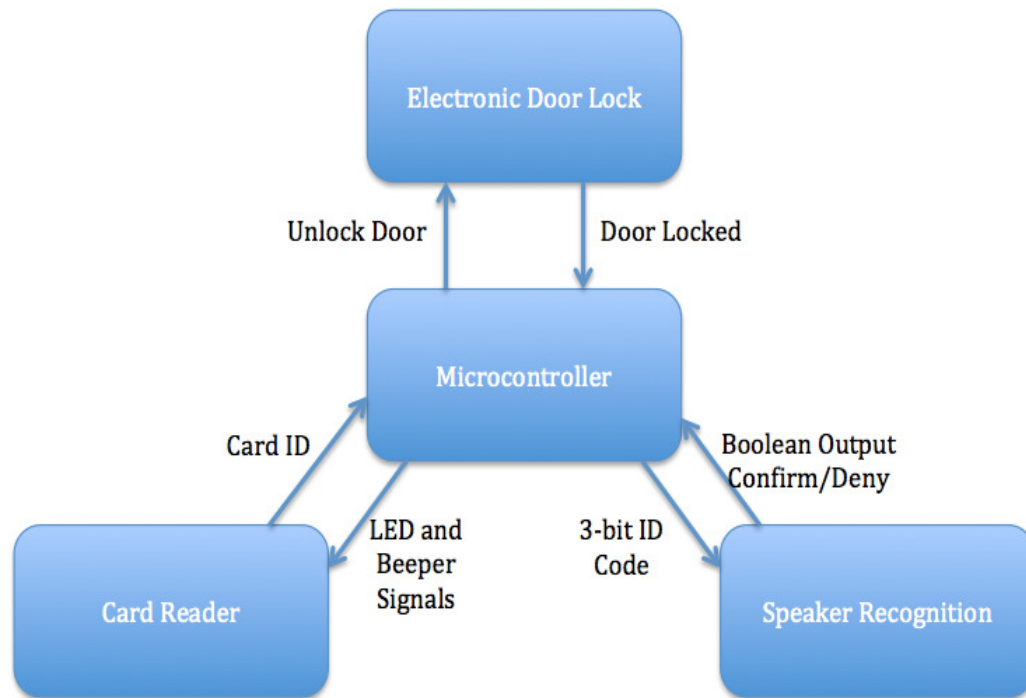 Electronic Door Lock
Unlock Door
Door Locked
Microcontroller
Card ID
Boolean Output
Confirm/Deny
LED and
Beeper
Signals
3-bit ID
Code
Card Reader
Speaker Recognition